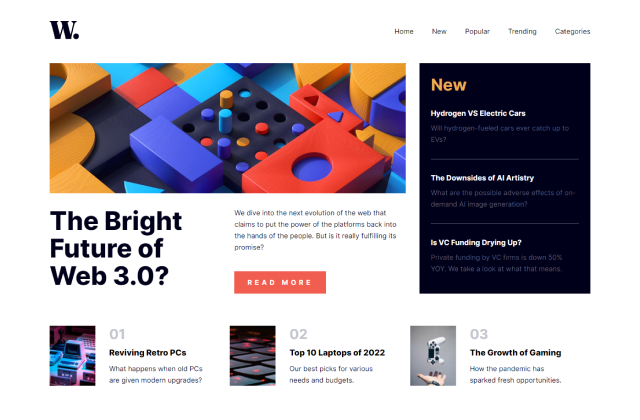 W.
Home New Popular Trending Categories
The Bright
Future of
Web 3.0?
We dive into the next evolution of the web that
claims to put the power of the platforms back into
the hands of the people. But is it really fulfilling its
promise?
READ MORE
New
Hydrogen VS Electric Cars
Will hydrogen-fueled cars ever catch up to
EVs?
The Downsides of AI Artistry
What are the possible adverse effects of on-
demand AI image generation?
Is VC Funding Drying Up?
Private funding by VC firms is down 50%
YOY. We take a look at what that means.
01
Reviving Retro PCs
What happens when old PCs
are given modern upgrades?
02
Top 10 Laptops of 2022
Our best picks for various
needs and budgets.
03
The Growth of Gaming
How the pandemic has
sparked fresh opportunities.